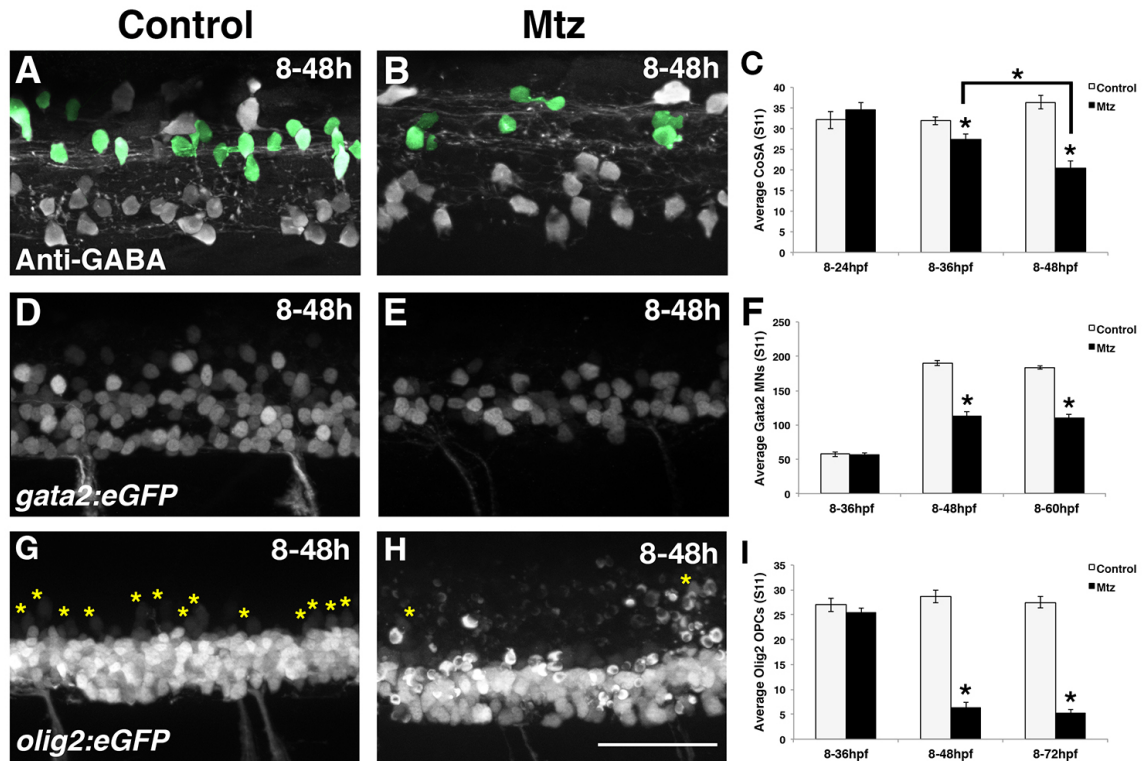 Control
Mtz
A
8-48h
Anti-GABA
B
8-48h
C
Average CoSA (S11)
40
35
30
25
20
15
10
5
0
*
*
*
Control
Mtz
8-24hpf
8-36hpf
8-48hpf
D
8-48h
gata2:eGFP
E
8-48h
F
Average Gata2 MNs (S11)
250
200
150
100
50
0
*
*
Control
Mtz
8-36hpf
8-48hpf
8-60hpf
G
8-48h
* * * * * * * * * * * * *
olig2:eGFP
H
8-48h
* *
I
Average Olig2 OPCs (S11)
35
30
25
20
15
10
5
0
*
*
Control
Mtz
8-36hpf
8-48hpf
8-72hpf